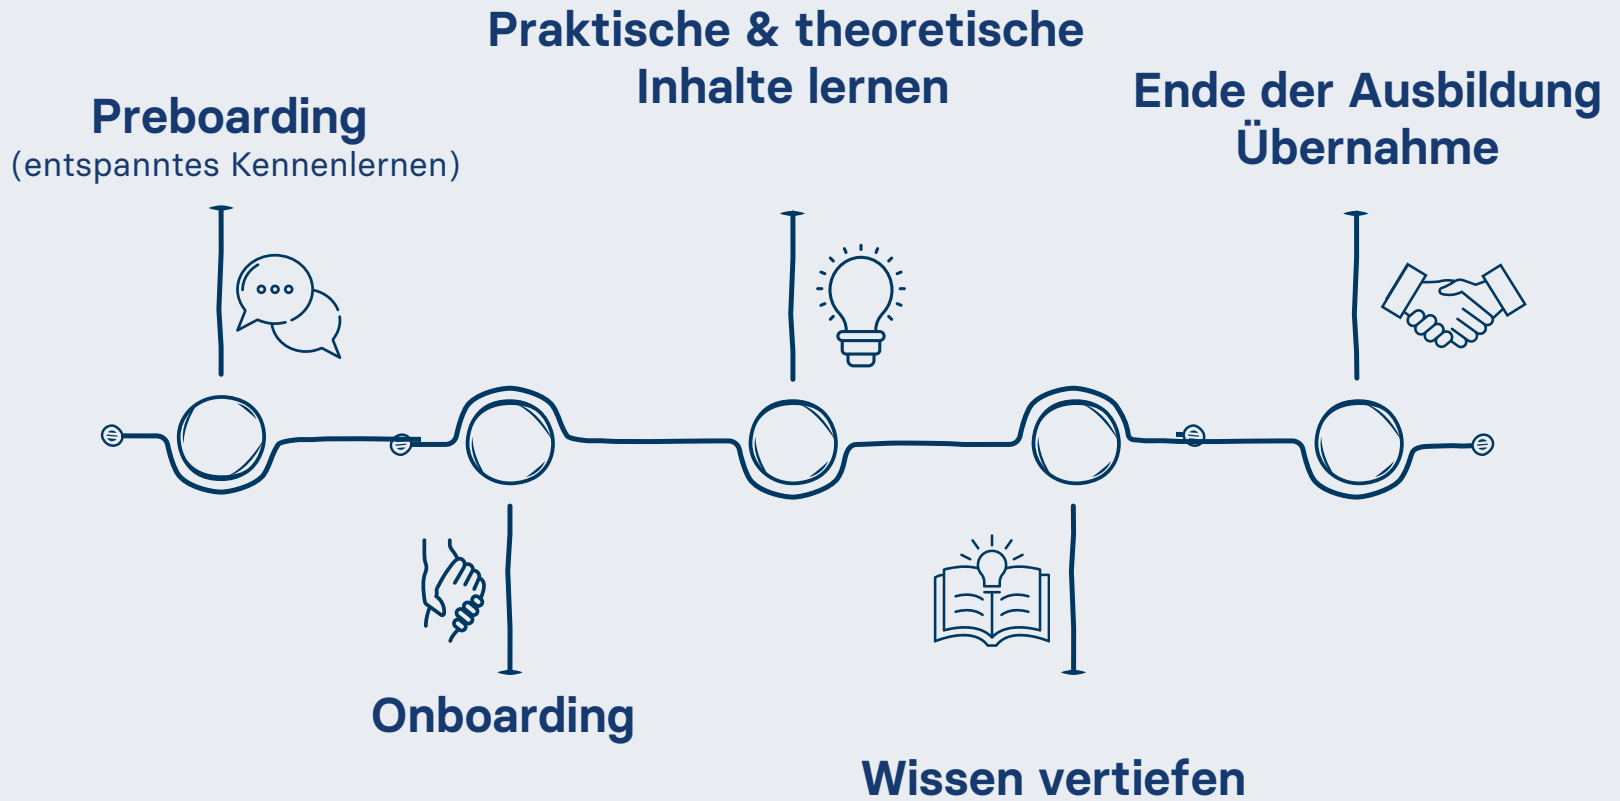 Preboarding
(entspanntes Kennenlernen)
Onboarding
Praktische & theoretische
Inhalte lernen
Wissen vertiefen
Ende der Ausbildung
Übernahme